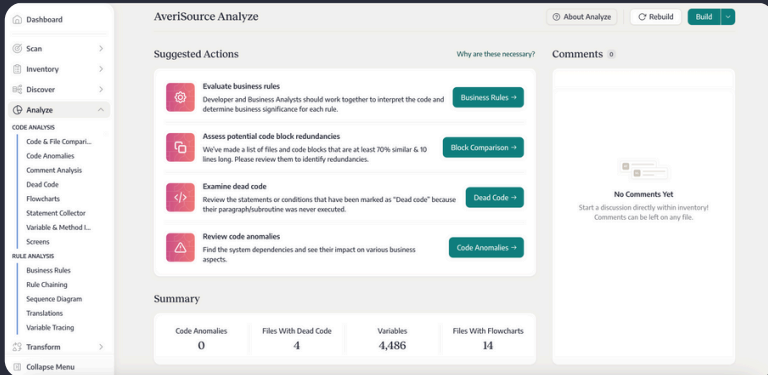 Dashboard
Scan
Inventory
Discover
Analyze
CODE ANALYSIS
Code & File Compari...
Code Anomalies
Comment Analysis
Dead Code
Flowcharts
Statement Collector
Variable & Method I...
Screens
RULE ANALYSIS
Business Rules
Rule Chaining
Sequence Diagram
Translations
Variable Tracing
Transform
Collapse Menu
AveriSource Analyze
About Analyze
Rebuild
Build
Suggested Actions
Why are these necessary?
Evaluate business rules
Developer and Business Analysts should work together to interpret the code and
determine business significance for each rule.
Business Rules →
Assess potential code block redundancies
We've made a list of files and code blocks that are at least 70% similar & 10
lines long. Please review them to identify redundancies.
Block Comparison →
Examine dead code
Review the statements or conditions that have been marked as "Dead code" because
their paragraph/subroutine was never executed.
Dead Code →
Review code anomalies
Find the system dependencies and see their impact on various business
aspects.
Code Anomalies →
Summary
Code Anomalies
0
Files With Dead Code
4
Variables
4,486
Files With Flowcharts
14
Comments 0
No Comments Yet
Start a discussion directly within inventory!
Comments can be left on any file.